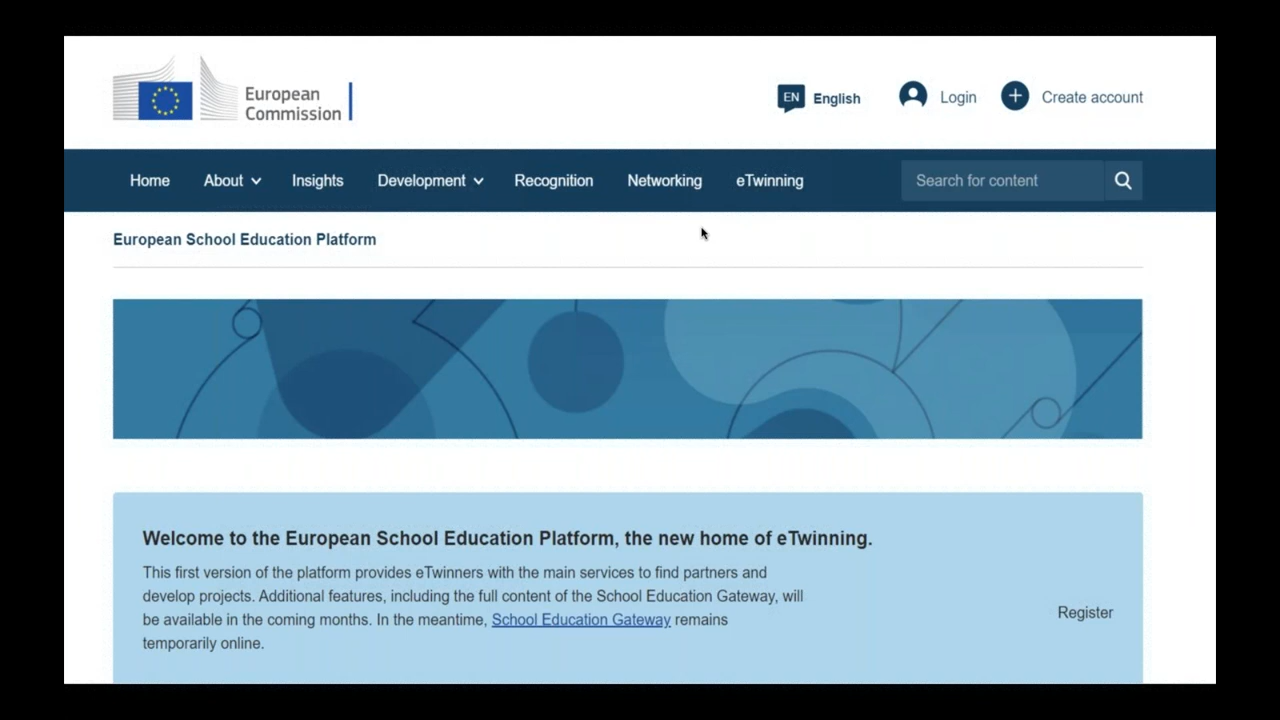 European
Commission
EN English Login Create account
Home About Insights Development Recognition Networking eTwinning Search for content
European School Education Platform
Welcome to the European School Education Platform, the new home of eTwinning.
This first version of the platform provides eTwinners with the main services to find partners and
develop projects. Additional features, including the full content of the School Education Gateway, will
be available in the coming months. In the meantime, School Education Gateway remains
temporarily online.
Register